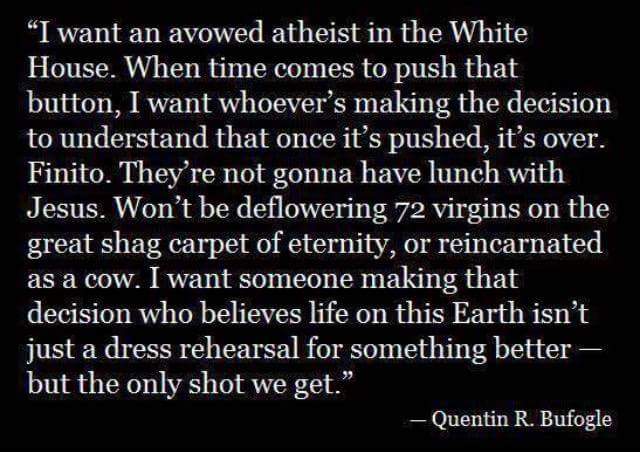 “I want an avowed atheist in the White
House. When time comes to push that
button, I want whoever’s making the decision
to understand that once it’s pushed, it’s over.
Finito. They’re not gonna have lunch with
Jesus. Won’t be deflowering 72 virgins on the
great shag carpet of eternity, or reincarnated
as a cow. I want someone making that
decision who believes life on this Earth isn’t
just a dress rehearsal for something better —
but the only shot we get.”
— Quentin R. Bufogle